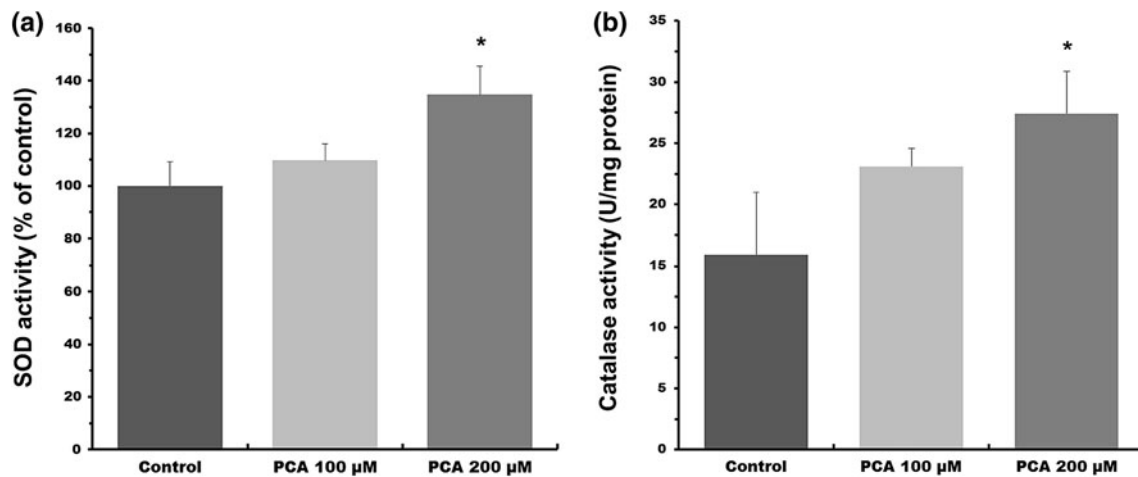 (a)
SOD activity (% of control)
160
140
120
100
80
60
40
20
0
*
Control
PCA 100 µM
PCA 200 µM
(b)
Catalase activity (U/mg protein)
35
30
25
20
15
10
5
0
*
Control
PCA 100 µM
PCA 200 µM